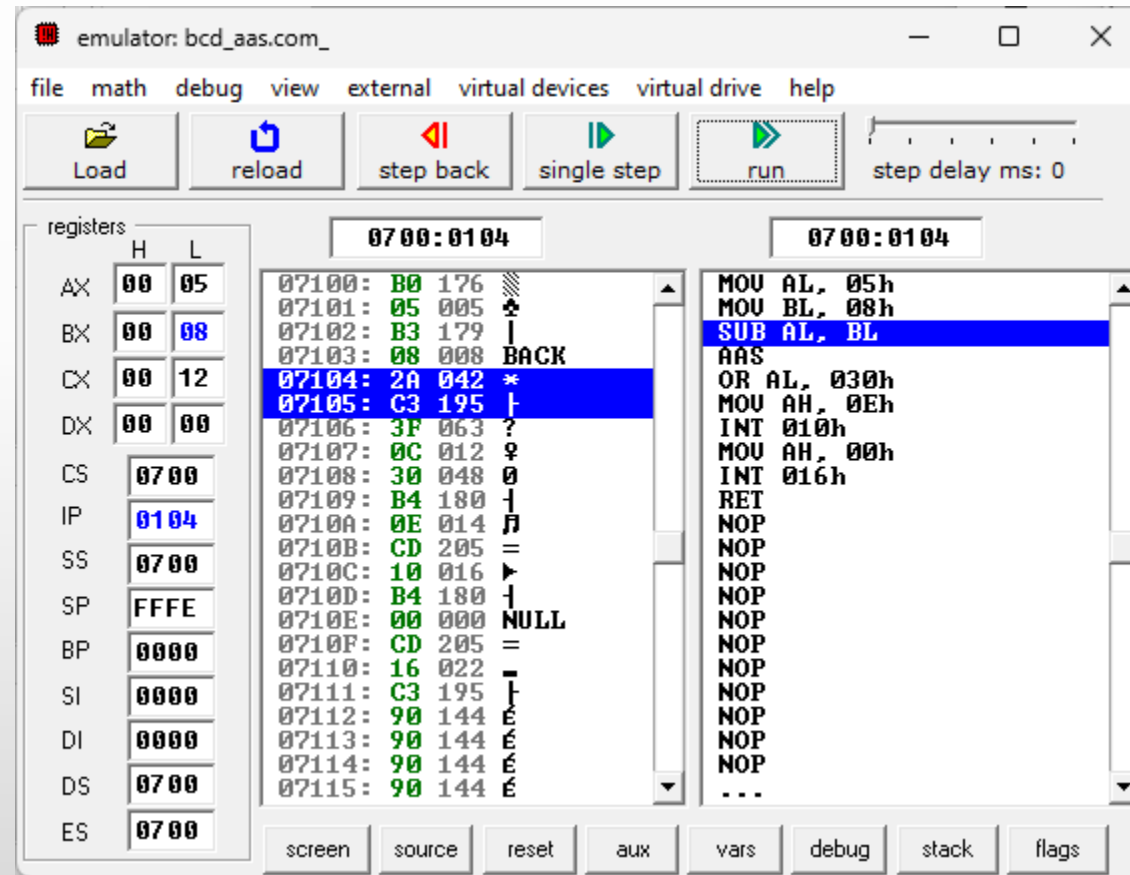 emulator: bcd_aas.com_
file math debug view external virtual devices virtual drive help
Load reload step back single step run step delay ms: 0
registers
H L
0700:0104 0700:0104
AX 00 05
BX 00 08
CX 00 12
DX 00 00
CS 0700
IP 0104
SS 0700
SP FFFE
BP 0000
SI 0000
DI 0000
DS 0700
ES 0700
07100: B0 176 ▒
07101: 05 005 ♣
07102: B3 179 │
07103: 08 008 BACK
07104: 2A 042 *
07105: C3 195 ├
07106: 3F 063 ?
07107: 0C 012 ♀
07108: 30 048 0
07109: B4 180 ┤
0710A: 0E 014 ♫
0710B: CD 205 =
0710C: 10 016 ►
0710D: B4 180 ┤
0710E: 00 000 NULL
0710F: CD 205 =
07110: 16 022 ▬
07111: C3 195 ├
07112: 90 144 É
07113: 90 144 É
07114: 90 144 É
07115: 90 144 É
MOV AL, 05h
MOV BL, 08h
SUB AL, BL
AAS
OR AL, 030h
MOV AH, 0Eh
INT 010h
MOV AH, 00h
INT 016h
RET
NOP
NOP
NOP
NOP
NOP
NOP
NOP
NOP
NOP
NOP
NOP
...
screen source reset aux vars debug stack flags